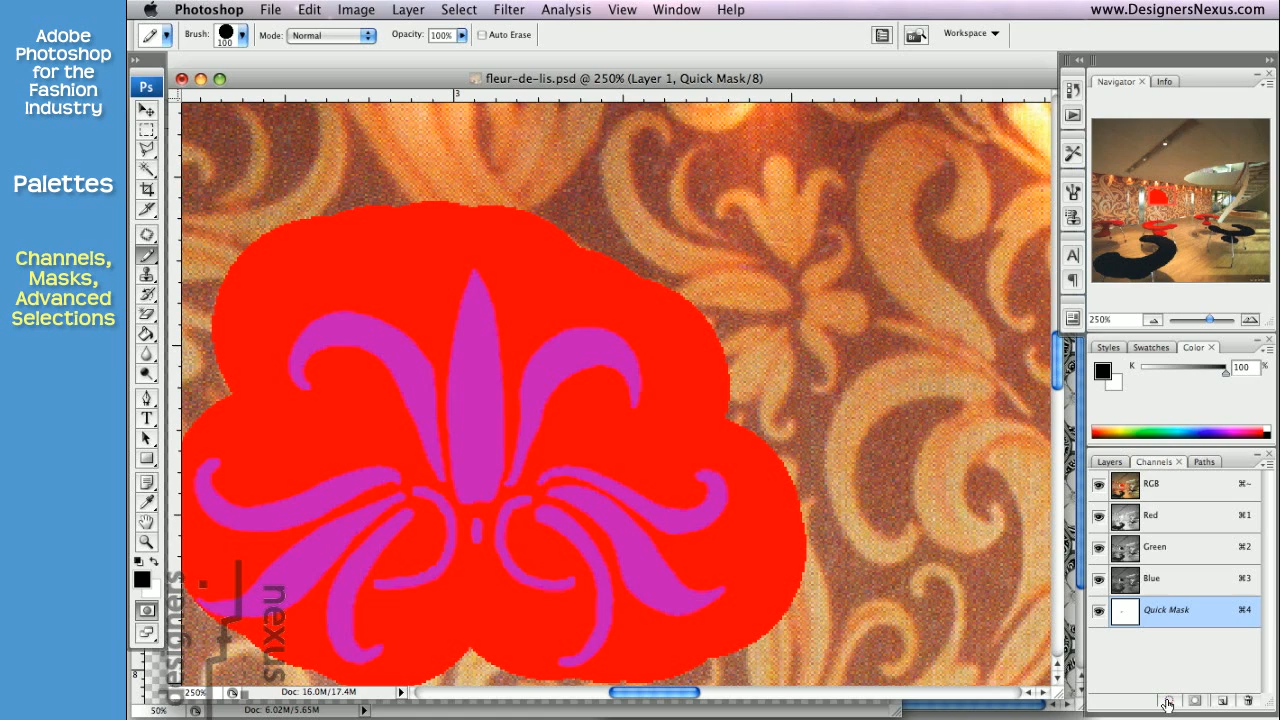 Adobe
Photoshop
for the
Fashion
Industry
Palettes
Channels,
Masks,
Advanced
Selections
Photoshop File Edit Image Layer Select Filter Analysis View Window Help
www.DesignersNexus.com
Brush: 100 Mode: Normal Opacity: 100% Auto Erase
Workspace
Ps
fleur-de-lis.psd @ 250% (Layer 1, Quick Mask/8)
3
Navigator × Info
250%
Styles Swatches Color ×
K 100 %
Layers Channels × Paths
RGB ⌘~
Red ⌘1
Green ⌘2
Blue ⌘3
Quick Mask ⌘4
designers
nexus
8
250% Doc: 16.0M/17.4M
50% Doc: 6.02M/5.65M